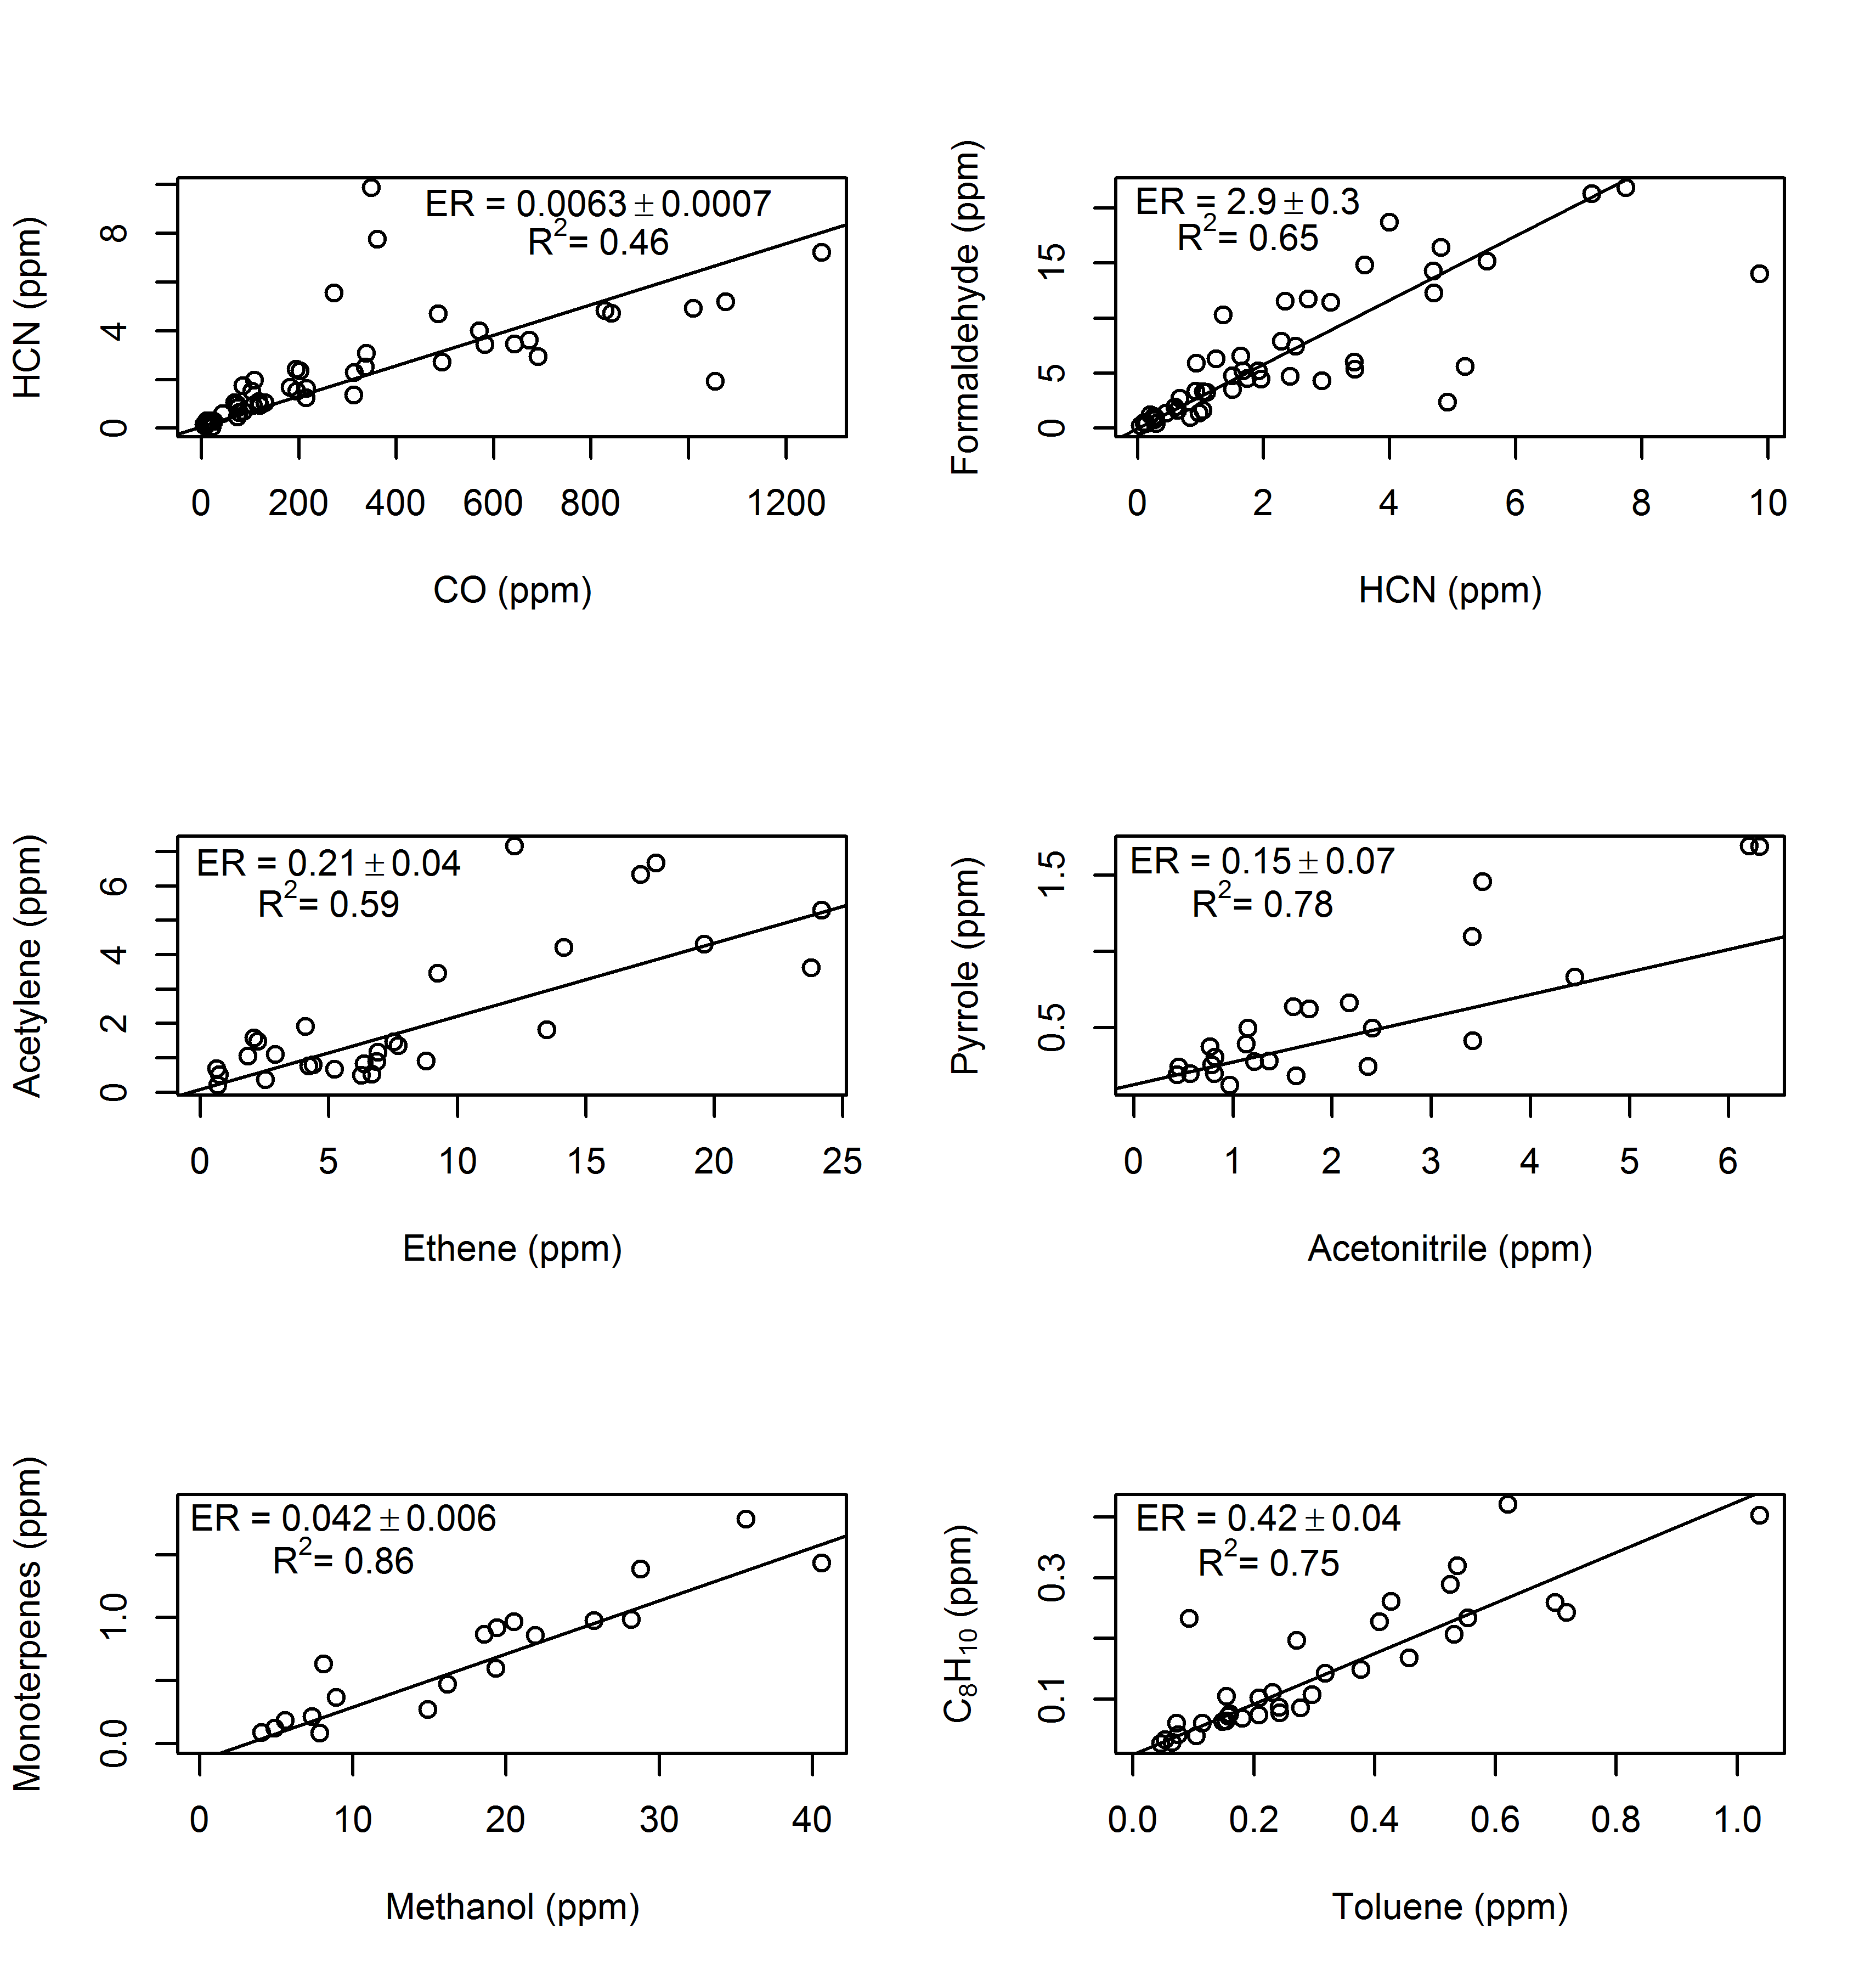 HCN (ppm)
0 4 8
ER = 0.0063±0.0007
R2= 0.46
0 200 400 600 800 1200
CO (ppm)
Formaldehyde (ppm)
0 5 15
ER = 2.9±0.3
R2= 0.65
0 2 4 6 8 10
HCN (ppm)
Acetylene (ppm)
0 2 4 6
ER = 0.21±0.04
R2= 0.59
0 5 10 15 20 25
Ethene (ppm)
Pyrrole (ppm)
0.5 1.5
ER = 0.15±0.07
R2= 0.78
0 1 2 3 4 5 6
Acetonitrile (ppm)
Monoterpenes (ppm)
0.0 1.0
ER = 0.042±0.006
R2= 0.86
0 10 20 30 40
Methanol (ppm)
C8H10 (ppm)
0.1 0.3
ER = 0.42±0.04
R2= 0.75
0.0 0.2 0.4 0.6 0.8 1.0
Toluene (ppm)